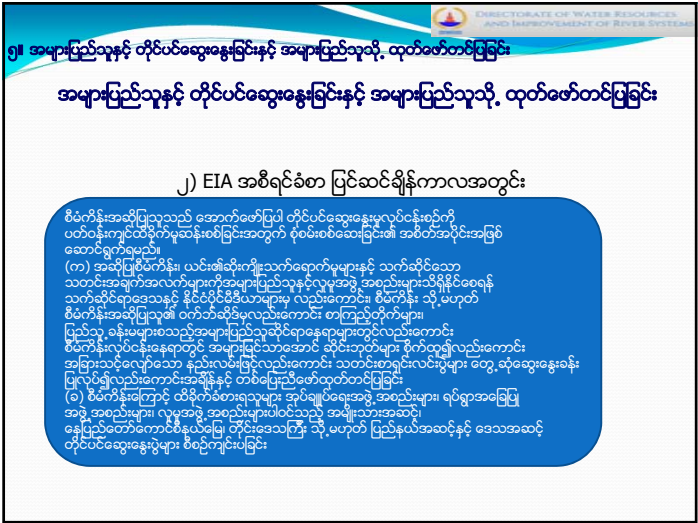 DIRECTORATE OF WATER RESOURCES
AND IMPROVEMENT OF RIVER SYSTEMS
၅။ အများပြည်သူနှင့် တိုင်ပင်ဆွေးနွေးခြင်းနှင့် အများပြည်သူသို့ ထုတ်ဖော်တင်ပြခြင်း
အများပြည်သူနှင့် တိုင်ပင်ဆွေးနွေးခြင်းနှင့် အများပြည်သူသို့ ထုတ်ဖော်တင်ပြခြင်း
၂) EIA အစီရင်ခံစာ ပြင်ဆင်ချိန်ကာလအတွင်း
စီမံကိန်းအဆိုပြုသူသည် အောက်ဖော်ပြပါ တိုင်ပင်ဆွေးနွေးမှုလုပ်ငန်းစဉ်ကို
ပတ်ဝန်းကျင်ထိခိုက်မှုဆန်းစစ်ခြင်းအတွက် စုံစမ်းစစ်ဆေးခြင်း၏ အစိတ်အပိုင်းအဖြစ်
ဆောင်ရွက်ရမည်။
(က) အဆိုပြုစီမံကိန်း၊ ယင်း၏ဆိုးကျိုးသက်ရောက်မှုများနှင့် သက်ဆိုင်သော
သတင်းအချက်အလက်များကိုအများပြည်သူနှင့်လူမှုအဖွဲ့အစည်းများသိရှိနိုင်စေရန်
သက်ဆိုင်ရာဒေသနှင့် နိုင်ငံပိုင်မီဒီယာများမှ လည်းကောင်း၊ စီမံကိန်း သို့မဟုတ်
စီမံကိန်းအဆိုပြုသူ၏ ဝက်ဘ်ဆိုဒ်မှလည်းကောင်း စာကြည့်တိုက်များ၊
ပြည်သူ့ခန်းမများစသည့်အများပြည်သူဆိုင်ရာနေရာများတွင်လည်းကောင်း
စီမံကိန်းလုပ်ငန်းနေရာတွင် အများမြင်သာအောင် ဆိုင်းဘုတ်များ စိုက်ထူ၍လည်းကောင်း
အခြားသင့်လျော်သော နည်းလမ်းဖြင့်လည်းကောင်း သတင်းစာရှင်းလင်းပွဲများ တွေ့ဆုံဆွေးနွေးခန်း
ပြုလုပ်၍လည်းကောင်းအချိန်နှင့် တစ်ပြေးညီဖော်ထုတ်တင်ပြခြင်း
(ခ) စီမံကိန်းကြောင့် ထိခိုက်ခံစားရသူများ အုပ်ချုပ်ရေးအဖွဲ့အစည်းများ၊ ရပ်ရွာအခြေပြု
အဖွဲ့အစည်းများ၊ လူမှုအဖွဲ့အစည်းများပါဝင်သည့် အမျိုးသားအဆင့်၊
နေပြည်တော်ကောင်စီနယ်မြေ၊ တိုင်းဒေသကြီး သို့မဟုတ် ပြည်နယ်အဆင့်နှင့် ဒေသအဆင့်
တိုင်ပင်ဆွေးနွေးပွဲများ စီစဉ်ကျင်းပခြင်း